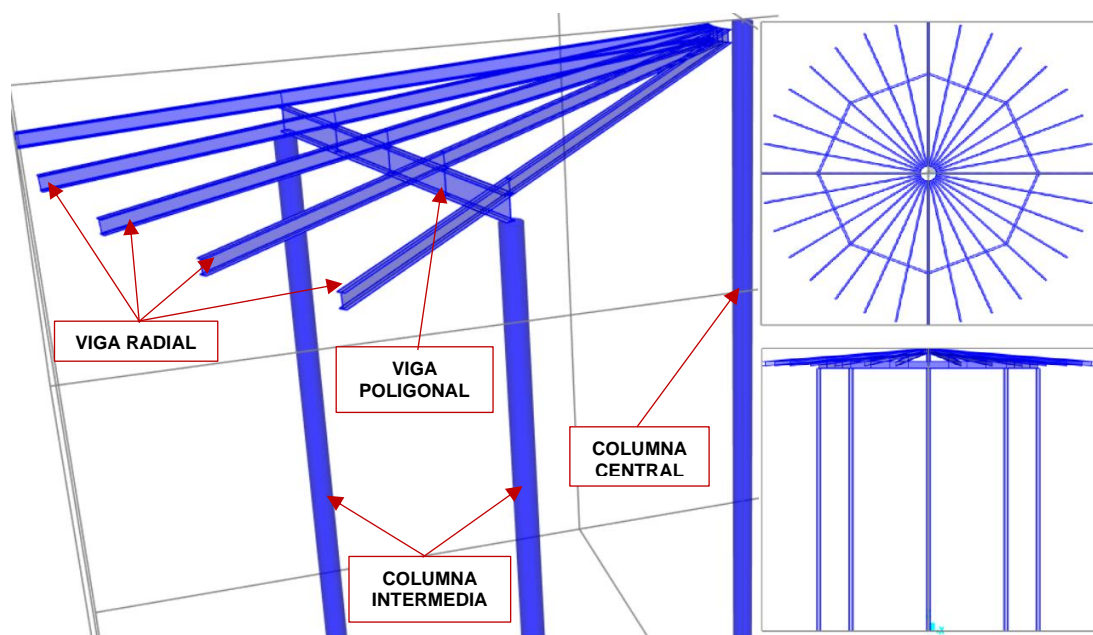 VIGA RADIAL
VIGA
POLIGONAL
COLUMNA
CENTRAL
COLUMNA
INTERMEDIA